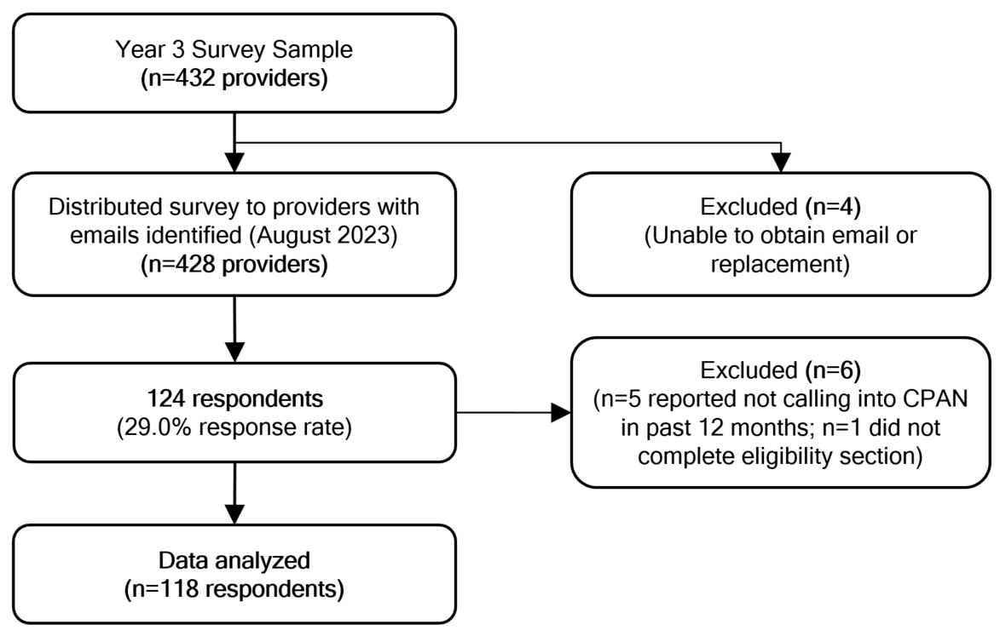 Year 3 Survey Sample
(n=432 providers)
Distributed survey to providers with
emails identified (August 2023)
(n=428 providers)
Excluded (n=4)
(Unable to obtain email or
replacement)
124 respondents
(29.0% response rate)
Excluded (n=6)
(n=5 reported not calling into CPAN
in past 12 months; n=1 did not
complete eligibility section)
Data analyzed
(n=118 respondents)